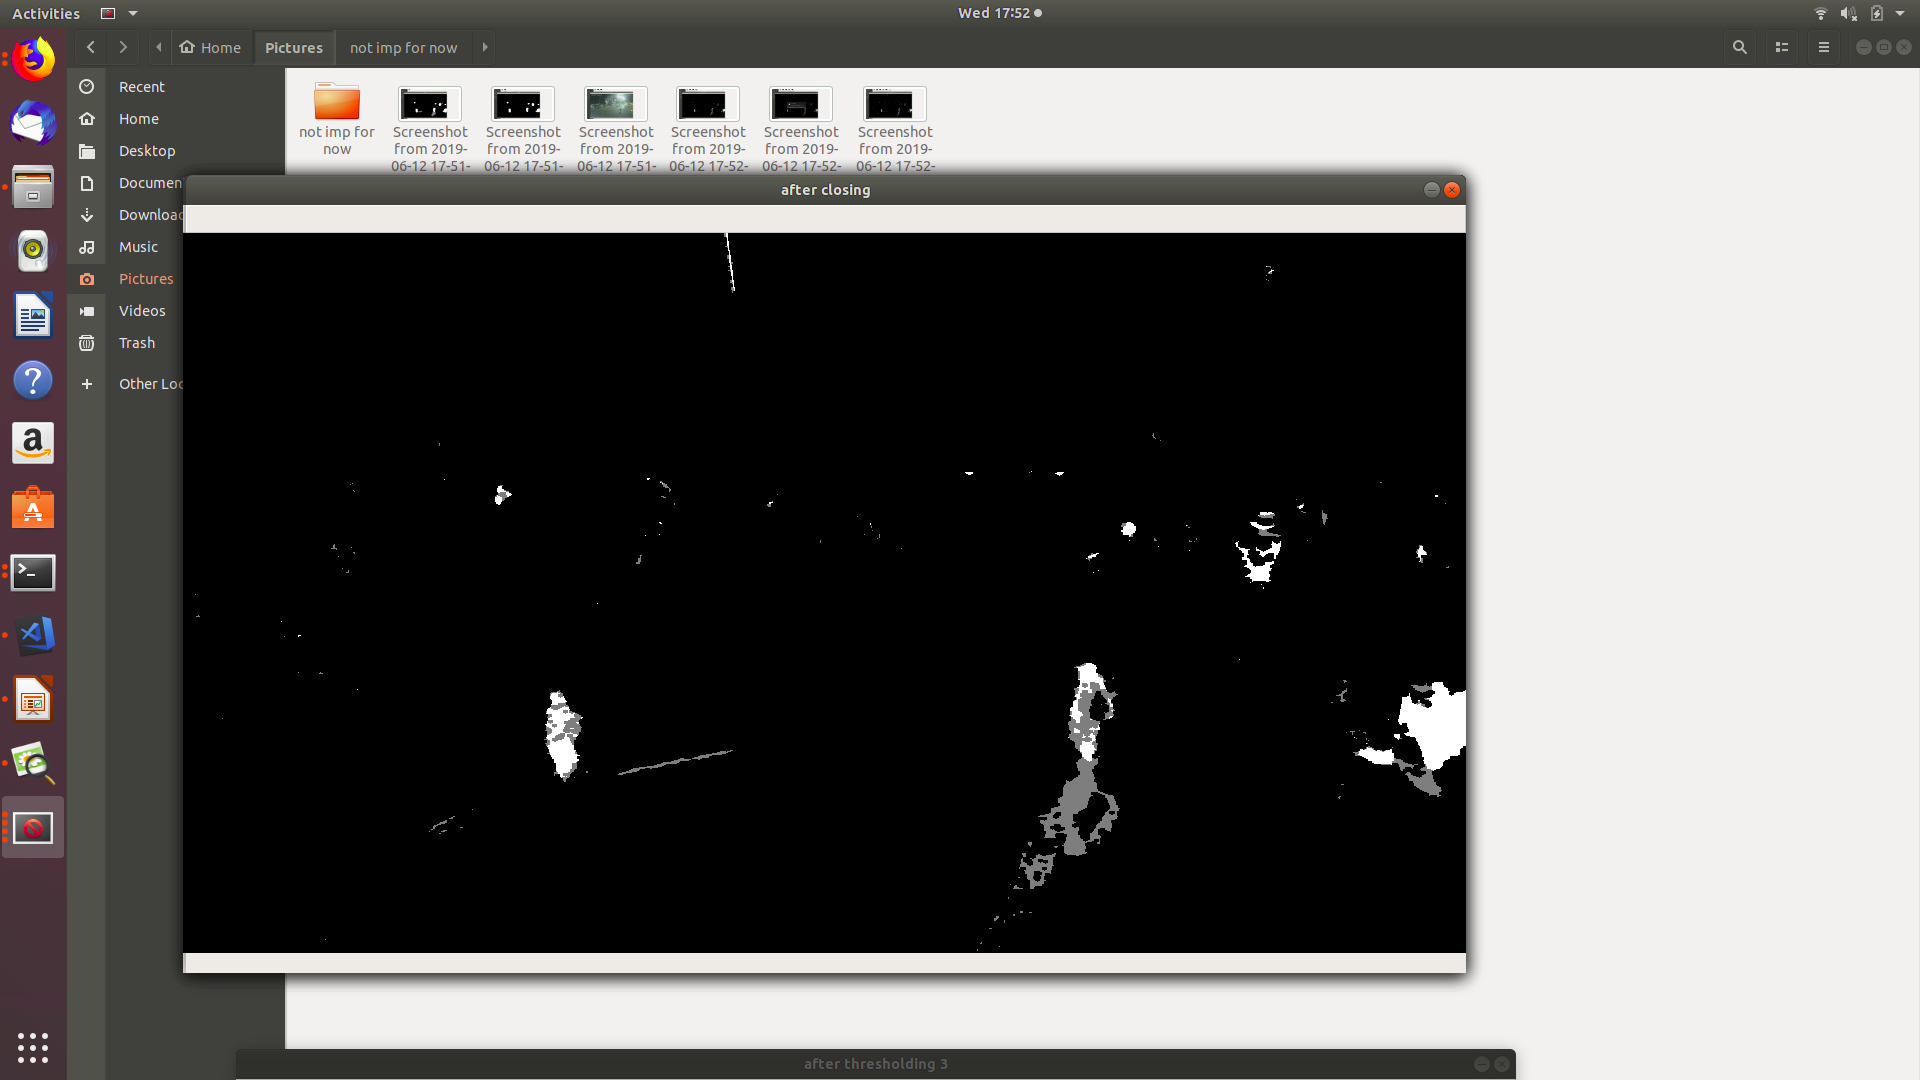 Activities
Wed 17:52
Home
Pictures
not imp for now
Recent
Home
Desktop
Documen
Downloac
Music
Pictures
Videos
Trash
Other Loc
not imp for
now
Screenshot
from 2019-
06-12 17-51-
Screenshot
from 2019-
06-12 17-51-
Screenshot
from 2019-
06-12 17-51-
Screenshot
from 2019-
06-12 17-52-
Screenshot
from 2019-
06-12 17-52-
Screenshot
from 2019-
06-12 17-52-
after closing
after thresholding 3